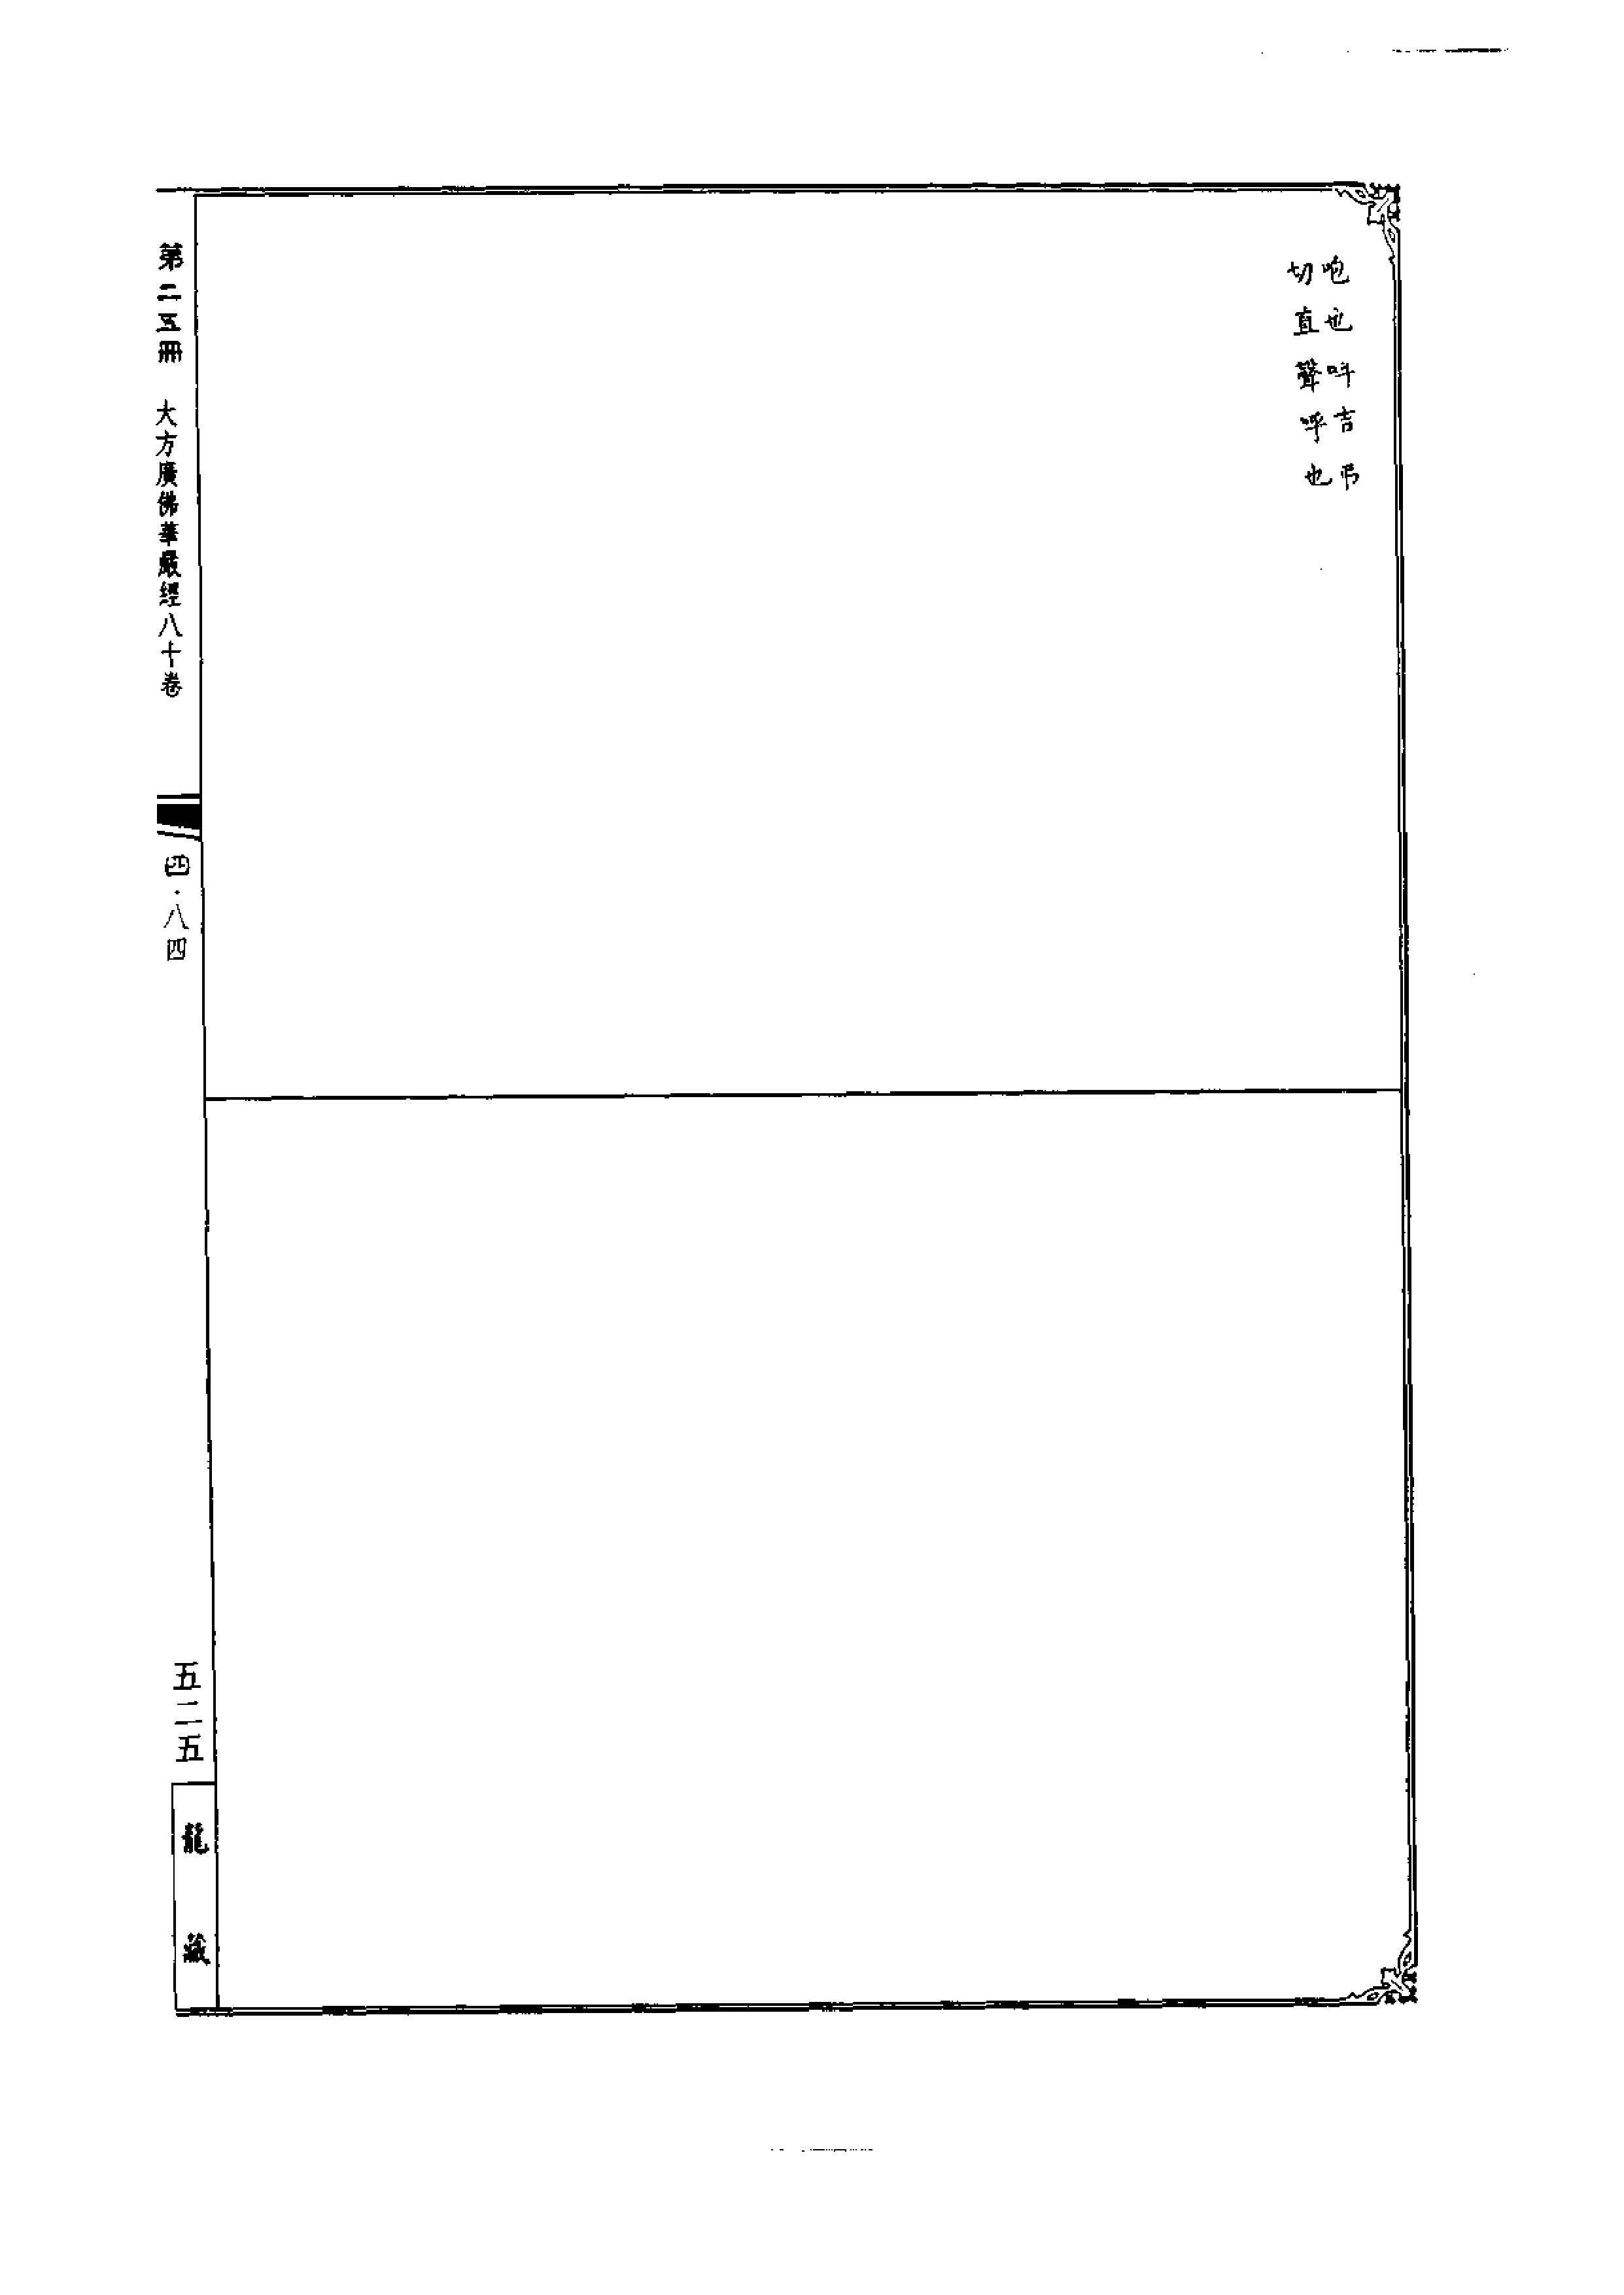 咆也呌吉弔
切直聲呼也
第二五冊 大方廣佛華嚴經八十卷
四·八四
五二五
龍藏